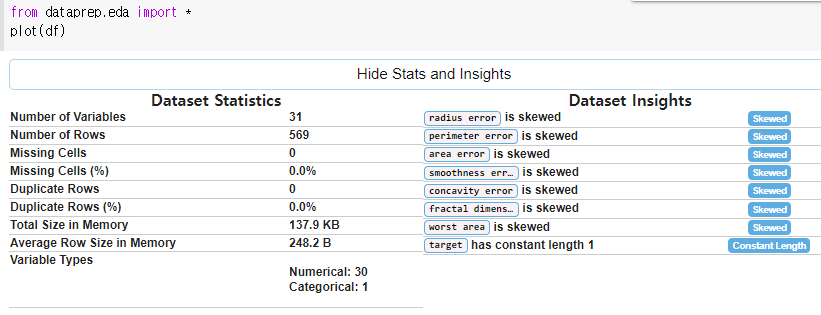 from dataprep.eda import *
plot(df)
Hide Stats and Insights
Dataset Statistics
Number of Variables 31
Number of Rows 569
Missing Cells 0
Missing Cells (%) 0.0%
Duplicate Rows 0
Duplicate Rows (%) 0.0%
Total Size in Memory 137.9 KB
Average Row Size in Memory 248.2 B
Variable Types
Numerical: 30
Categorical: 1
Dataset Insights
radius error is skewed Skewed
perimeter error is skewed Skewed
area error is skewed Skewed
smoothness err… is skewed Skewed
concavity error is skewed Skewed
fractal dimens… is skewed Skewed
worst area is skewed Skewed
target has constant length 1 Constant Length